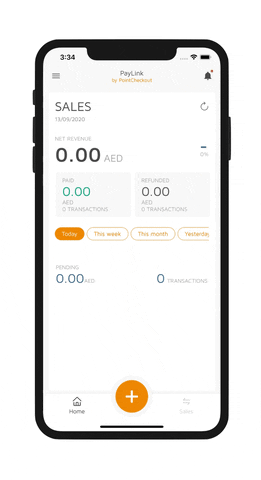 3:34
PayLink
by PointCheckout
SALES
13/09/2020
NET REVENUE
0.00 AED
0%
PAID
0.00
AED
0 TRANSACTIONS
REFUNDED
0.00
AED
0 TRANSACTIONS
Today
This week
This month
Yesterday
PENDING
0.00 AED
0 TRANSACTIONS
Home
Sales